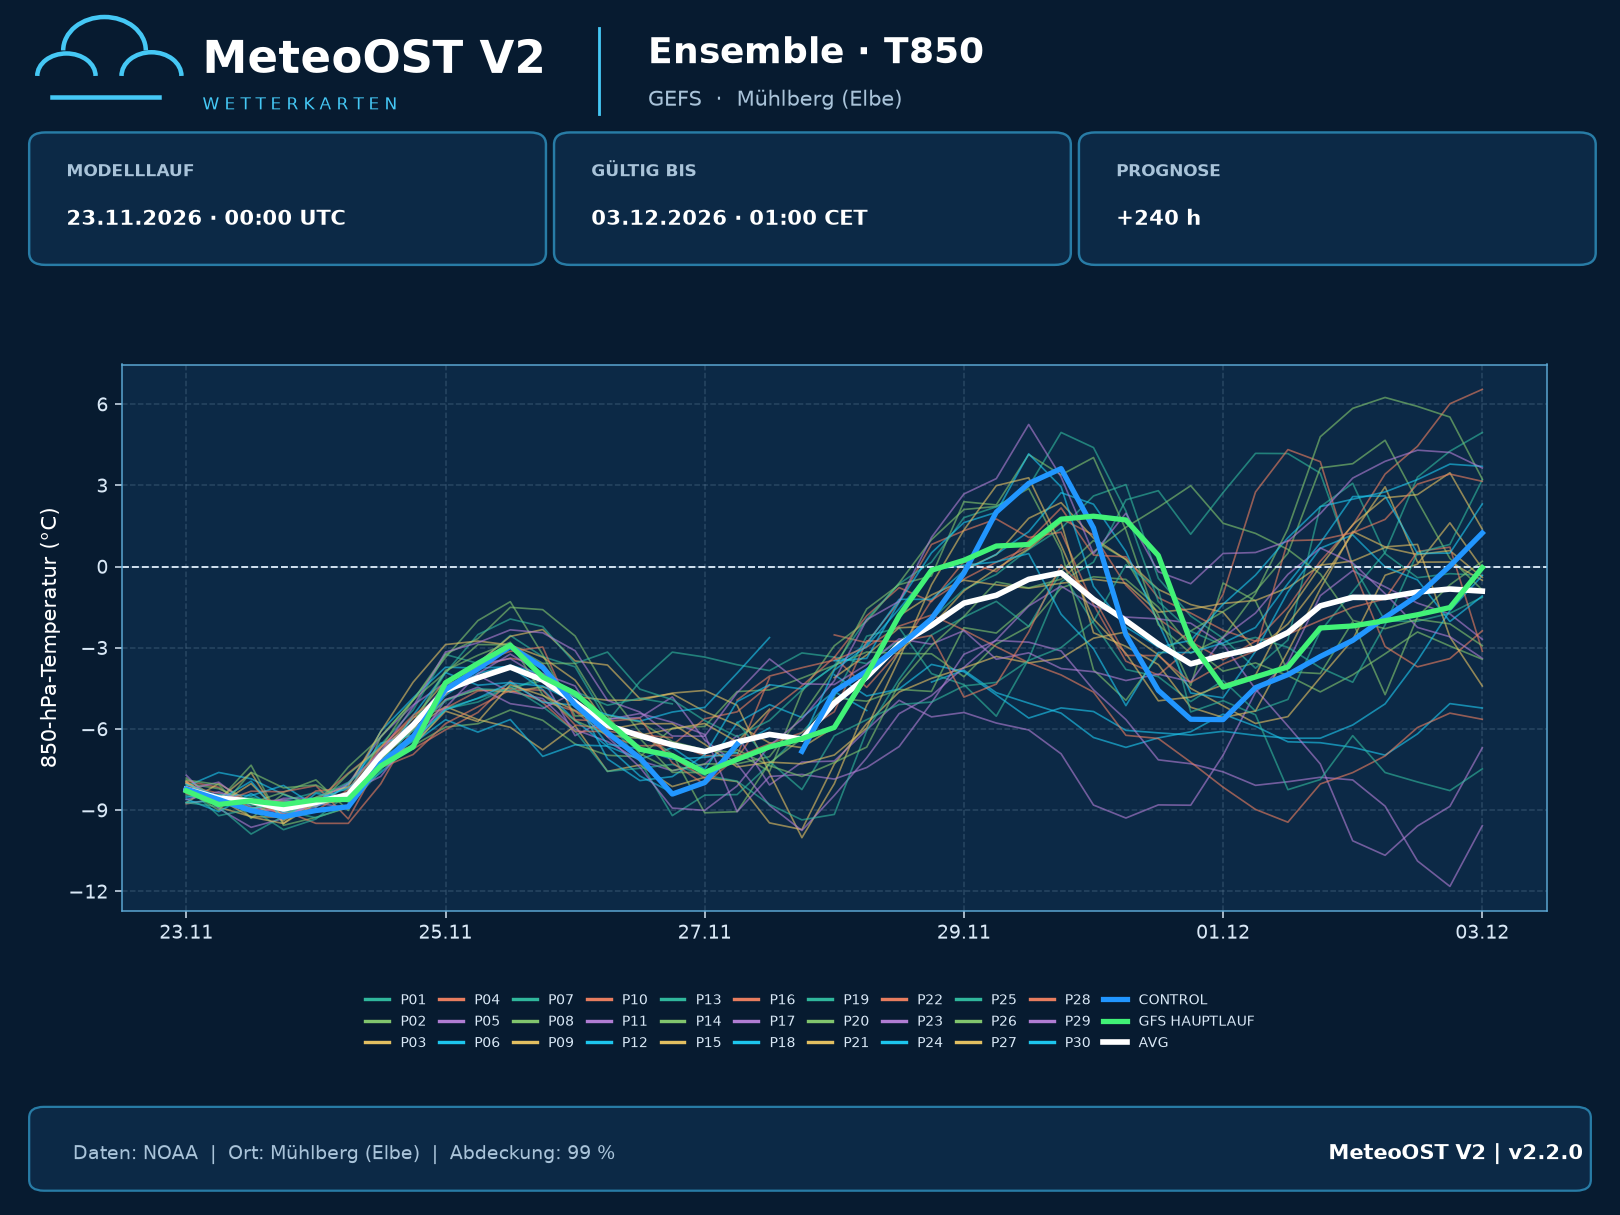 MeteoOST V2
WETTERKARTEN
Ensemble · T850
GEFS · Mühlberg (Elbe)
MODELLLAUF
23.11.2026 · 00:00 UTC
GÜLTIG BIS
03.12.2026 · 01:00 CET
PROGNOSE
+240 h
850-hPa-Temperatur (°C)
6
3
0
−3
−6
−9
−12
23.11 25.11 27.11 29.11 01.12 03.12
P01 P04 P07 P10 P13 P16 P19 P22 P25 P28 CONTROL
P02 P05 P08 P11 P14 P17 P20 P23 P26 P29 GFS HAUPTLAUF
P03 P06 P09 P12 P15 P18 P21 P24 P27 P30 AVG
Daten: NOAA | Ort: Mühlberg (Elbe) | Abdeckung: 99 %
MeteoOST V2 | v2.2.0